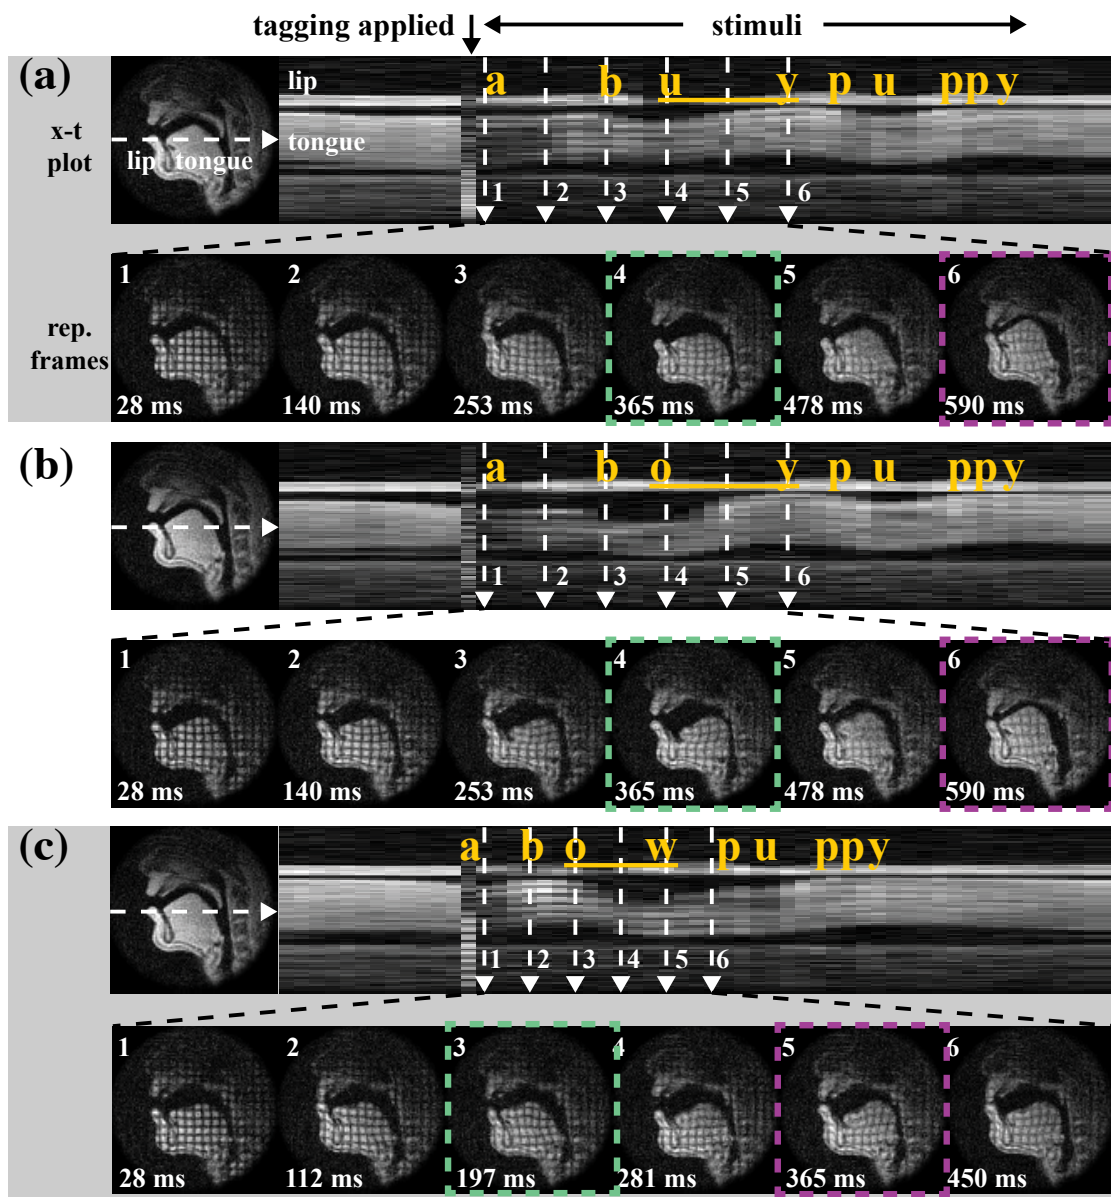 tagging applied stimuli
(a) a b u y p u pp y
x-t plot
lip
tongue
lip tongue
1 2 3 4 5 6
rep. frames
1 2 3 4 5 6
28 ms 140 ms 253 ms 365 ms 478 ms 590 ms
(b) a b o y p u pp y
1 2 3 4 5 6
1 2 3 4 5 6
28 ms 140 ms 253 ms 365 ms 478 ms 590 ms
(c) a b o w p u pp y
1 2 3 4 5 6
1 2 3 4 5 6
28 ms 112 ms 197 ms 281 ms 365 ms 450 ms